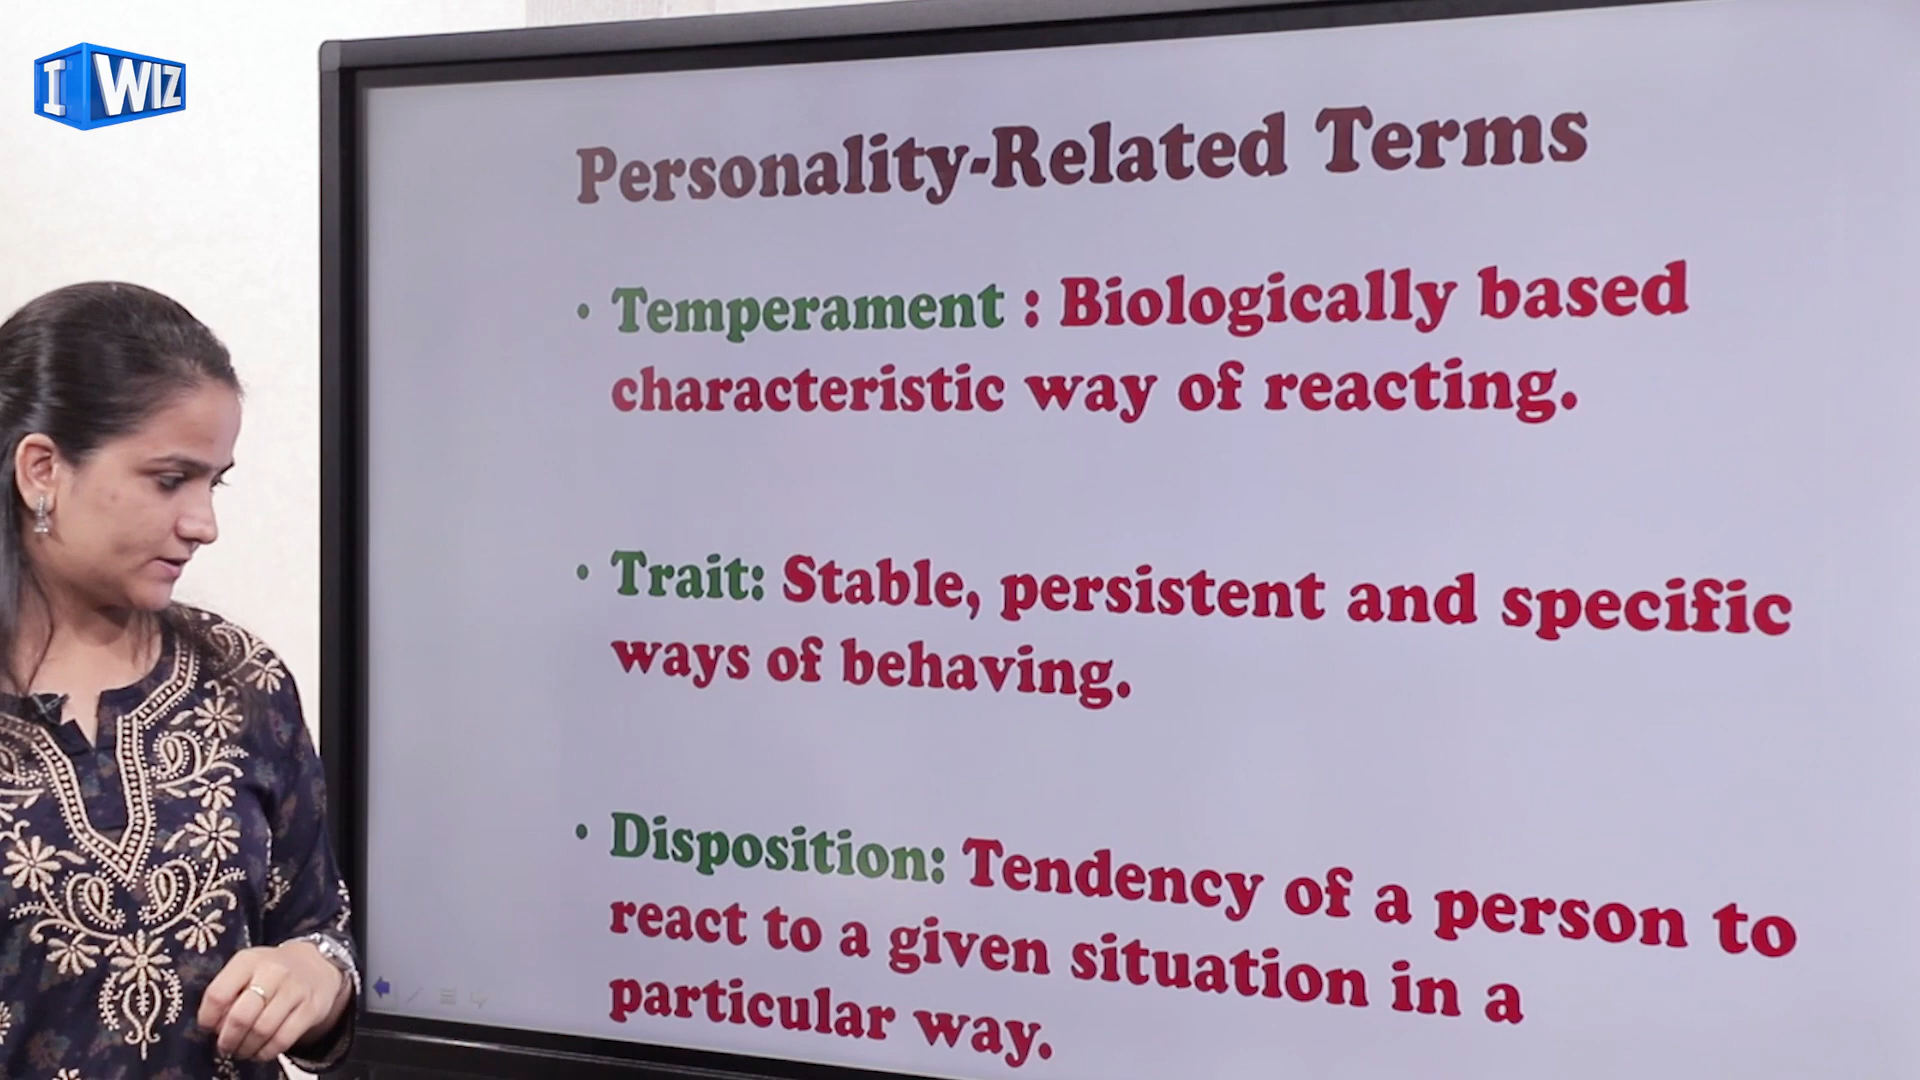 I WIZ
Personality-Related Terms
• Temperament : Biologically based
characteristic way of reacting.
• Trait: Stable, persistent and specific
ways of behaving.
• Disposition: Tendency of a person to
react to a given situation in a
particular way.